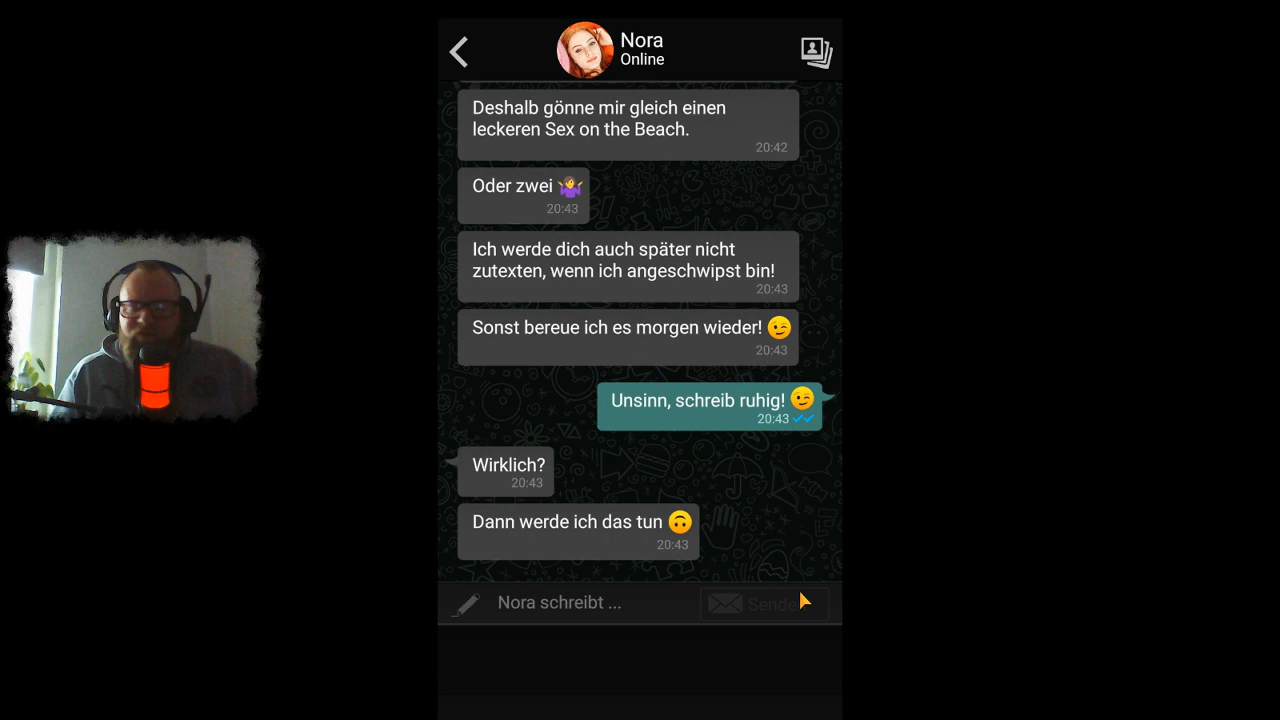 Nora
Online
Deshalb gönne mir gleich einen
leckeren Sex on the Beach.
20:42
Oder zwei 🤷‍♀️
20:43
Ich werde dich auch später nicht
zutexten, wenn ich angeschwipst bin!
20:43
Sonst bereue ich es morgen wieder! 😉
20:43
Unsinn, schreib ruhig! 😉
20:43
Wirklich?
20:43
Dann werde ich das tun 🙃
20:43
Nora schreibt ...